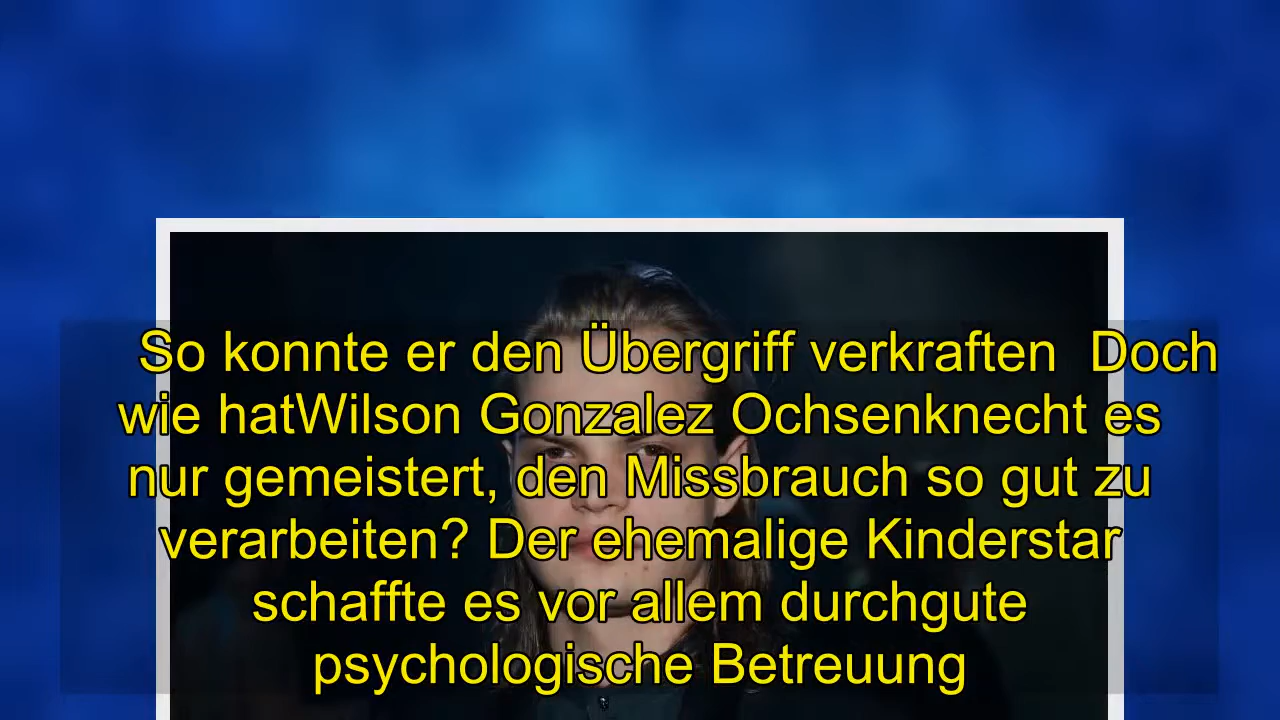 So konnte er den Übergriff verkraften  Doch
wie hatWilson Gonzalez Ochsenknecht es
nur gemeistert, den Missbrauch so gut zu
verarbeiten? Der ehemalige Kinderstar
schaffte es vor allem durchgute
psychologische Betreuung